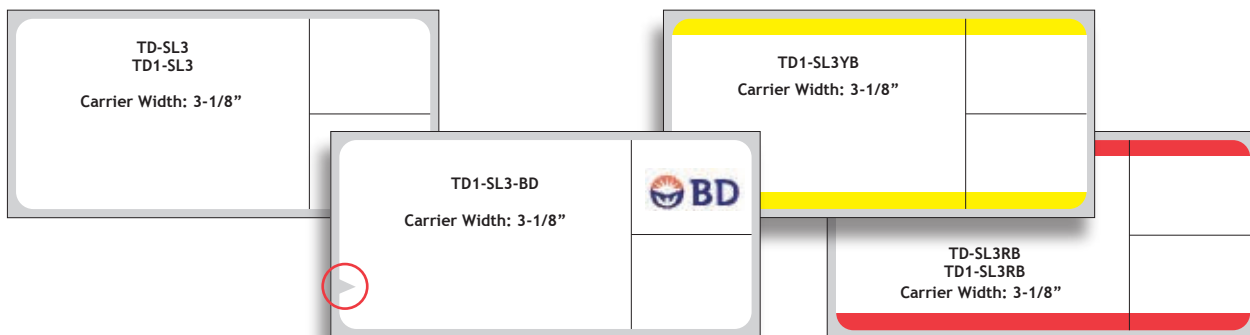 TD-SL3
TD1-SL3
Carrier Width: 3-1/8”
TD1-SL3-BD
Carrier Width: 3-1/8”
BD
TD1-SL3YB
Carrier Width: 3-1/8”
TD-SL3RB
TD1-SL3RB
Carrier Width: 3-1/8”